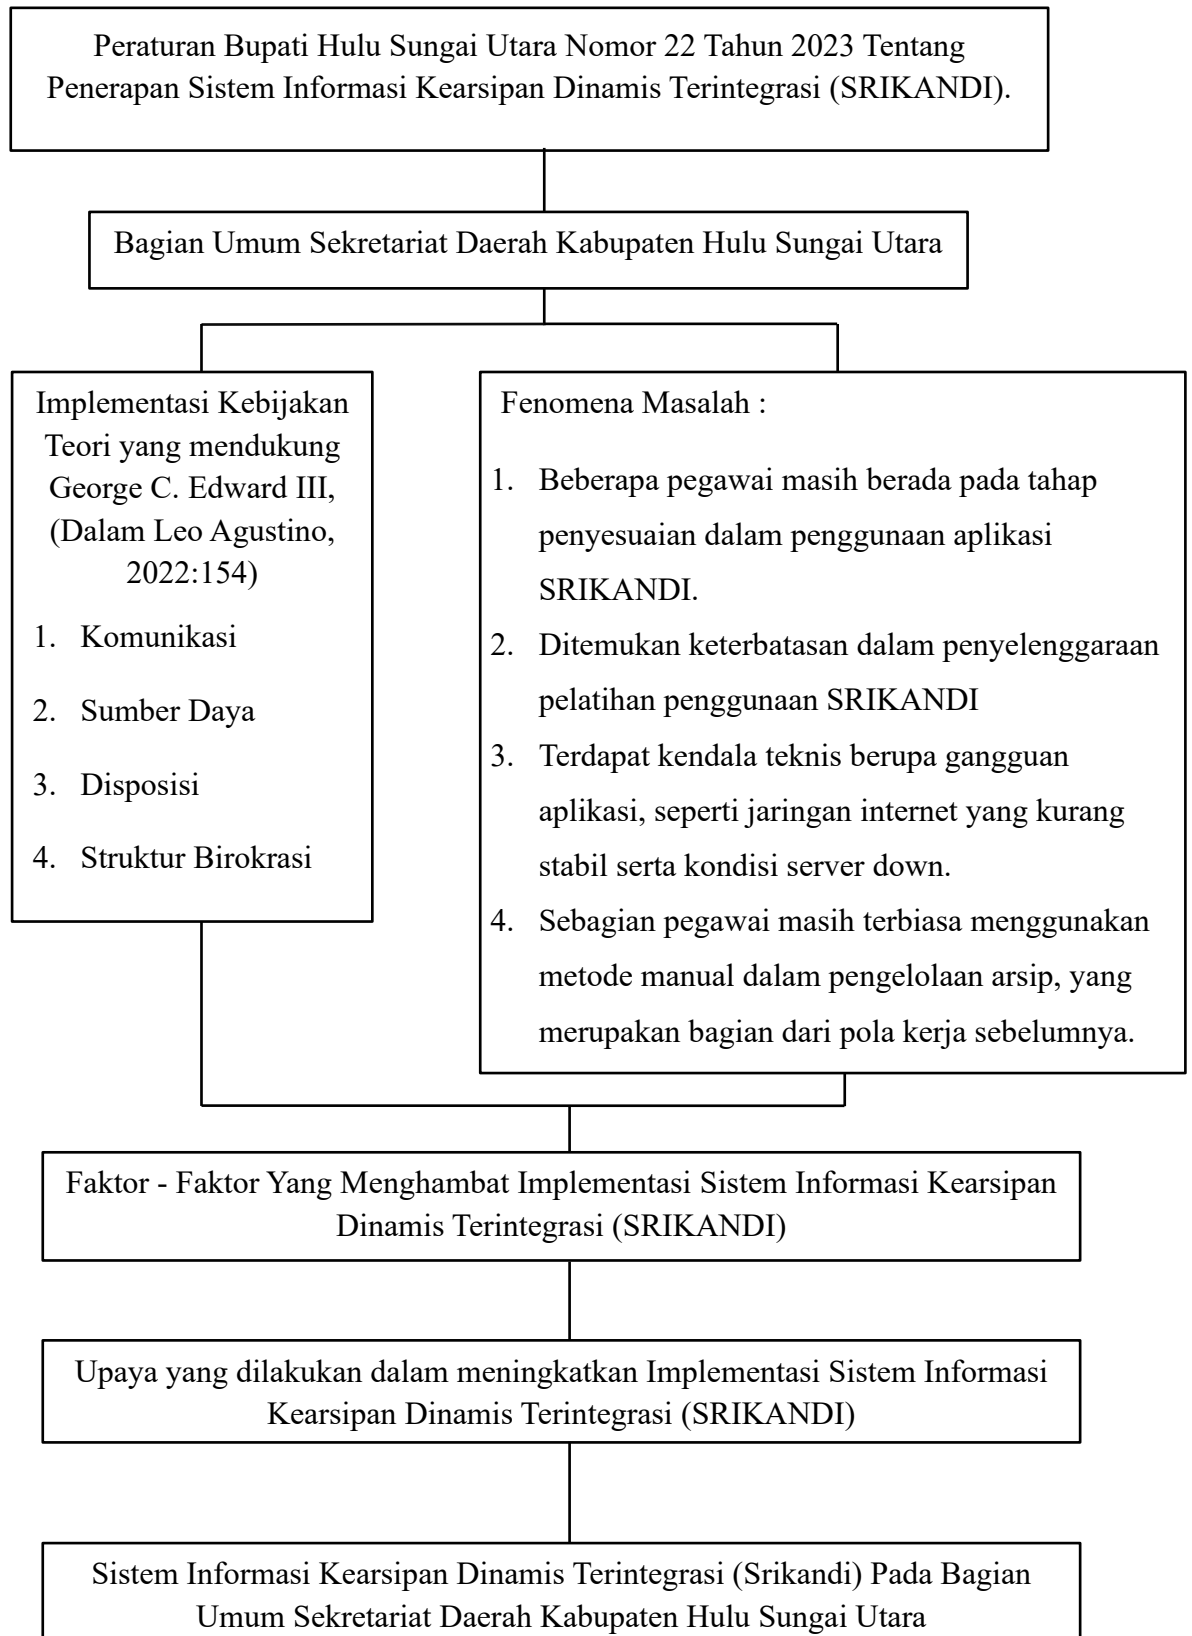 Peraturan Bupati Hulu Sungai Utara Nomor 22 Tahun 2023 Tentang
Penerapan Sistem Informasi Kearsipan Dinamis Terintegrasi (SRIKANDI).
Bagian Umum Sekretariat Daerah Kabupaten Hulu Sungai Utara
Implementasi Kebijakan
Teori yang mendukung
George C. Edward III,
(Dalam Leo Agustino,
2022:154)
1. Komunikasi
2. Sumber Daya
3. Disposisi
4. Struktur Birokrasi
Fenomena Masalah :
1. Beberapa pegawai masih berada pada tahap
penyesuaian dalam penggunaan aplikasi
SRIKANDI.
2. Ditemukan keterbatasan dalam penyelenggaraan
pelatihan penggunaan SRIKANDI
3. Terdapat kendala teknis berupa gangguan
aplikasi, seperti jaringan internet yang kurang
stabil serta kondisi server down.
4. Sebagian pegawai masih terbiasa menggunakan
metode manual dalam pengelolaan arsip, yang
merupakan bagian dari pola kerja sebelumnya.
Faktor - Faktor Yang Menghambat Implementasi Sistem Informasi Kearsipan
Dinamis Terintegrasi (SRIKANDI)
Upaya yang dilakukan dalam meningkatkan Implementasi Sistem Informasi
Kearsipan Dinamis Terintegrasi (SRIKANDI)
Sistem Informasi Kearsipan Dinamis Terintegrasi (Srikandi) Pada Bagian
Umum Sekretariat Daerah Kabupaten Hulu Sungai Utara